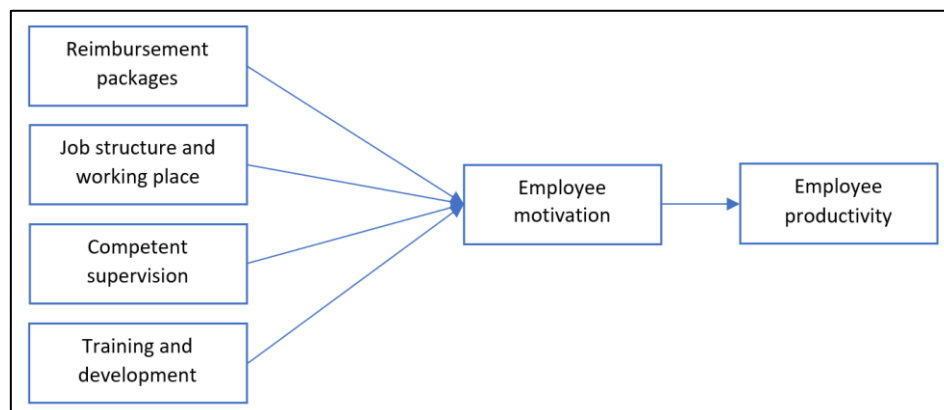 Reimbursement
packages
Job structure and
working place
Competent
supervision
Training and
development
Employee
motivation
Employee
productivity